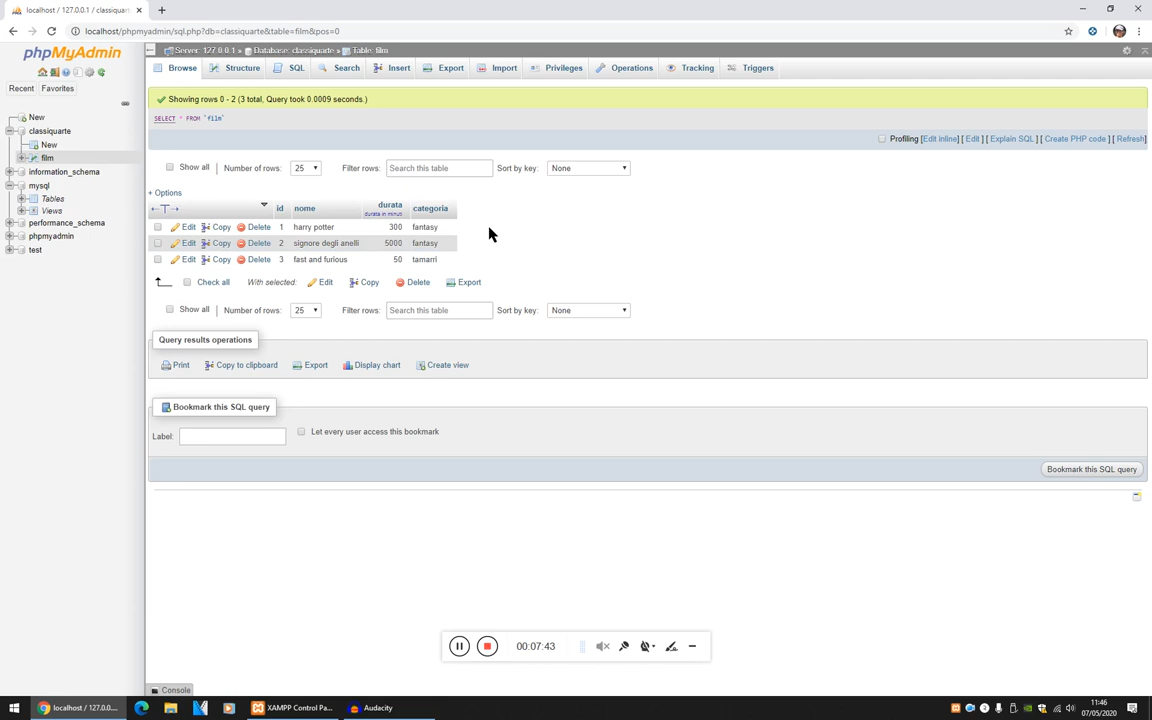 localhost / 127.0.0.1 / classiquarte
localhost/phpmyadmin/sql.php?db=classiquarte&table=film&pos=0
phpMyAdmin
Recent Favorites
New
classiquarte
New
film
information_schema
mysql
Tables
Views
performance_schema
phpmyadmin
test
Server: 127.0.0.1 » Database: classiquarte » Table: film
Browse Structure SQL Search Insert Export Import Privileges Operations Tracking Triggers
Showing rows 0 - 2 (3 total, Query took 0.0009 seconds.)
SELECT * FROM `film`
Profiling [Edit inline] [ Edit ] [ Explain SQL ] [ Create PHP code ] [ Refresh]
Show all Number of rows: 25 Filter rows: Search this table Sort by key: None
+ Options
←T→ id nome durata categoria
durata in minuti
Edit Copy Delete 1 harry potter 300 fantasy
Edit Copy Delete 2 signore degli anelli 5000 fantasy
Edit Copy Delete 3 fast and furious 50 tamarri
Check all With selected: Edit Copy Delete Export
Show all Number of rows: 25 Filter rows: Search this table Sort by key: None
Query results operations
Print Copy to clipboard Export Display chart Create view
Bookmark this SQL query
Label: Let every user access this bookmark
Bookmark this SQL query
00:07:43
Console
localhost / 127.0.0... XAMPP Control Pa... Audacity
11:46
07/05/2020